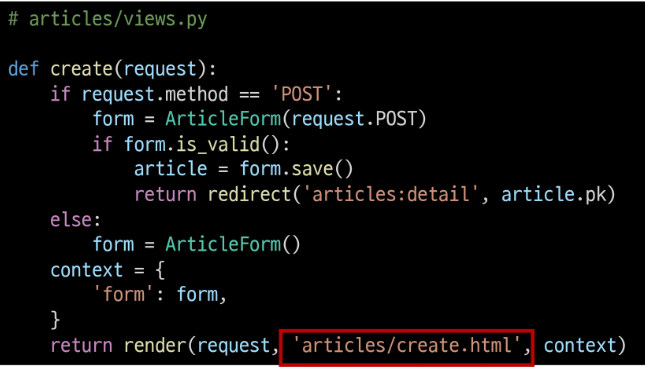 # articles/views.py
def create(request):
    if request.method == 'POST':
        form = ArticleForm(request.POST)
        if form.is_valid():
            article = form.save()
            return redirect('articles:detail', article.pk)
    else:
        form = ArticleForm()
    context = {
        'form': form,
    }
    return render(request, 'articles/create.html', context)